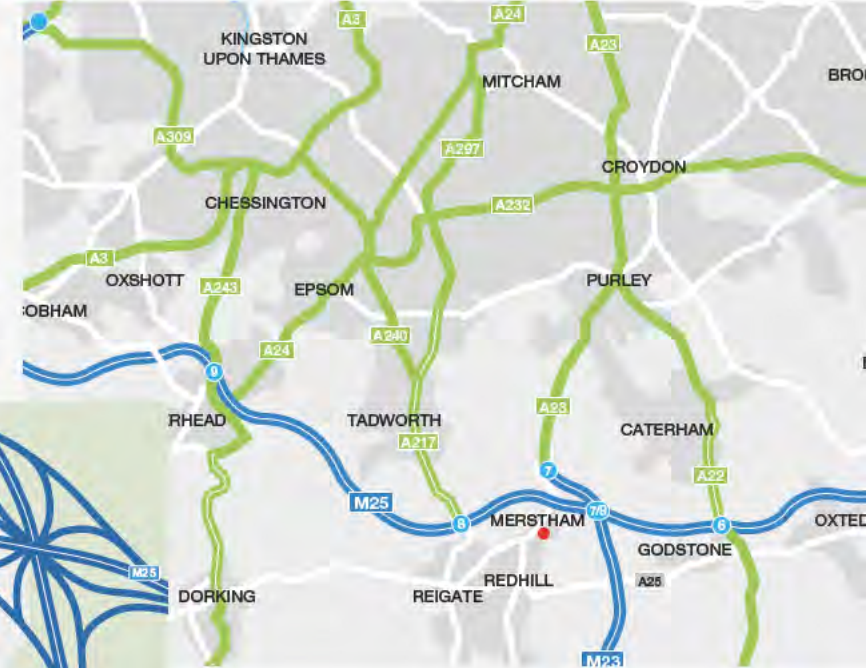 A3
A24
KINGSTON
UPON THAMES
A23
MITCHAM
BRO
A309
A297
CROYDON
CHESSINGTON
A232
A3
OXSHOTT
A243
EPSOM
PURLEY
COBHAM
A240
A24
9
A23
RHEAD
TADWORTH
CATERHAM
A217
7
A22
M25
7/8
8
MERSTHAM
6
OXTED
GODSTONE
M25
REDHILL
A25
DORKING
REIGATE
M23